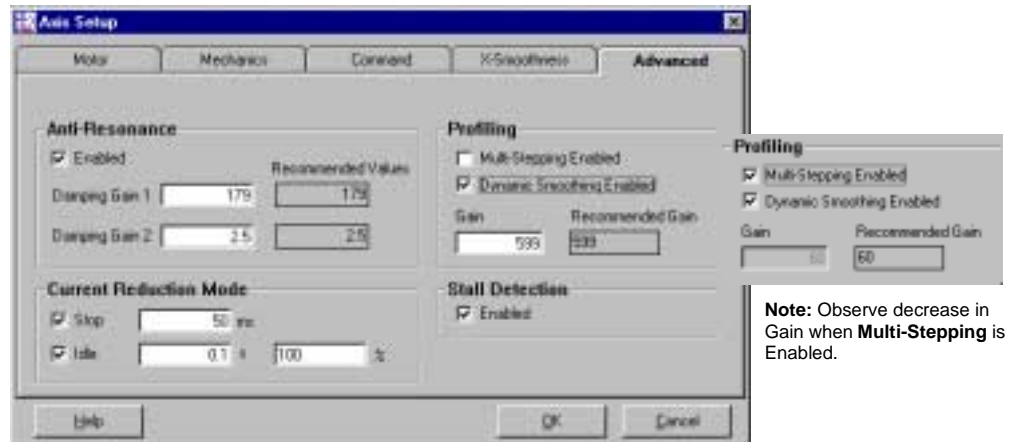 Axis Setup
Motor Mechanics Command X-Smoothness Advanced
Anti-Resonance
Enabled
Recommended Values
Damping Gain 1 179 179
Damping Gain 2 2.5 2.5
Current Reduction Mode
Stop 50 ms
Idle 0.1 s 100 %
Profiling
Multi-Stepping Enabled
Dynamic Smoothing Enabled
Gain Recommended Gain
599 599
Stall Detection
Enabled
Help OK Cancel
Profiling
Multi-Stepping Enabled
Dynamic Smoothing Enabled
Gain Recommended Gain
60 60
Note: Observe decrease in
Gain when Multi-Stepping is
Enabled.